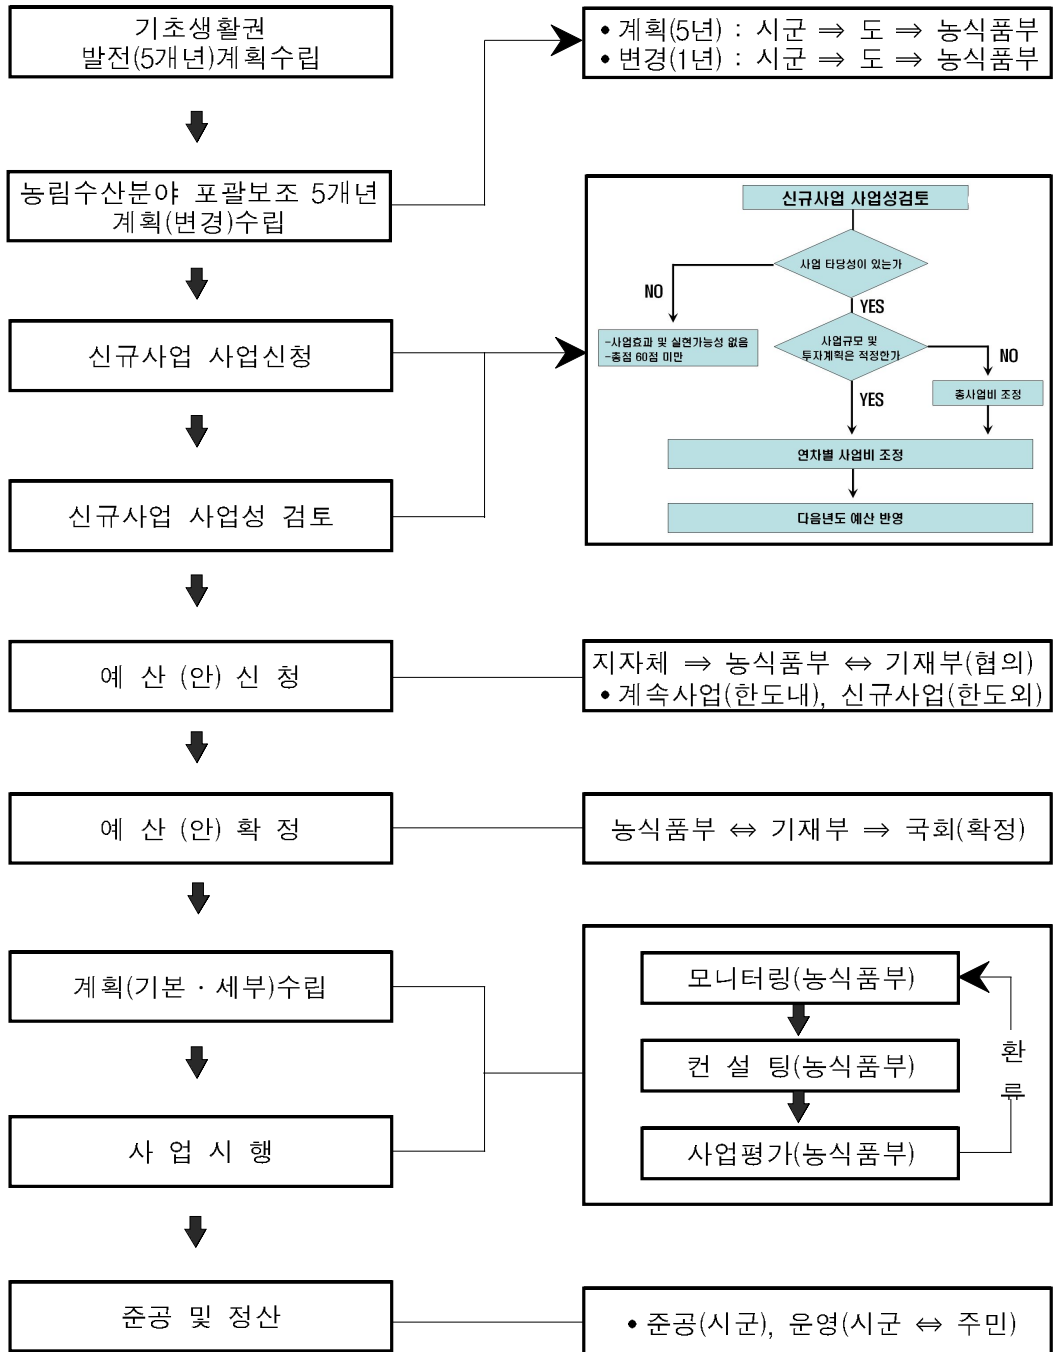 기초생활권
발전(5개년)계획수립
• 계획(5년) : 시군 ⇒ 도 ⇒ 농식품부
• 변경(1년) : 시군 ⇒ 도 ⇒ 농식품부
농림수산분야 포괄보조 5개년
계획(변경)수립
신규사업 사업신청
신규사업 사업성 검토
신규사업 사업성검토
사업 타당성이 있는가
NO
YES
-사업효과 및 실현가능성 없음
-총점 60점 미만
사업규모 및
투자계획은 적정한가
NO
YES
총사업비 조정
연차별 사업비 조정
다음년도 예산 반영
예 산 (안) 신 청
지자체 ⇒ 농식품부 ⇔ 기재부(협의)
• 계속사업(한도내), 신규사업(한도외)
예 산 (안) 확 정
농식품부 ⇔ 기재부 ⇒ 국회(확정)
계획(기본 · 세부)수립
사 업 시 행
모니터링(농식품부)
컨 설 팅(농식품부)
사업평가(농식품부)
환
류
준공 및 정산
• 준공(시군), 운영(시군 ⇔ 주민)